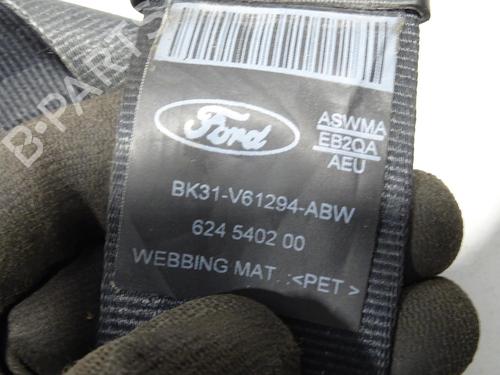 Ford
ASWMA
EB2QA
AEU
BK31-V61294-ABW
624 5402 00
WEBBING MAT. :<PET>
B-PARTS